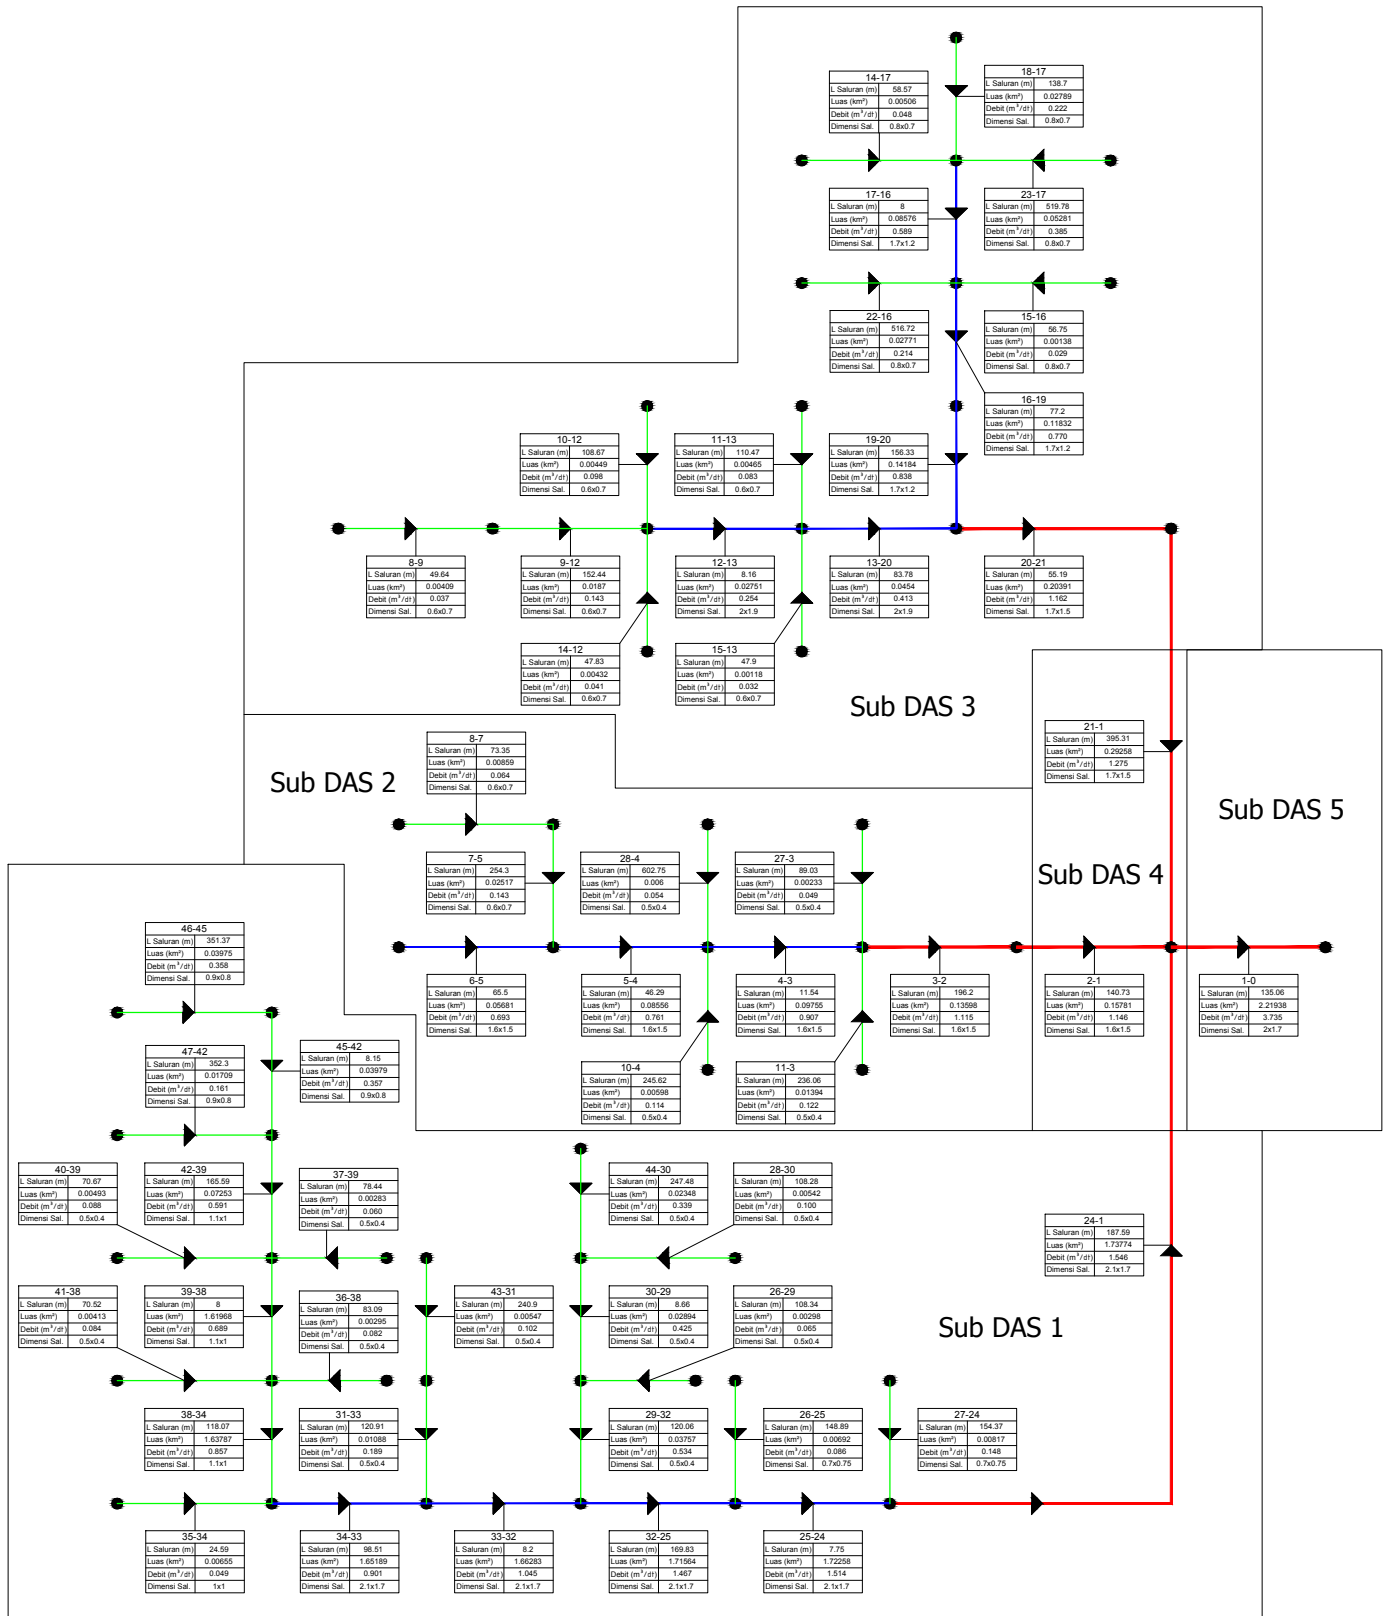 14-17
L Saluran (m) 58.57
Luas (km²) 0.00506
Debit (m³/dt) 0.048
Dimensi Sal. 0.8x0.7
18-17
L Saluran (m) 138.7
Luas (km²) 0.02789
Debit (m³/dt) 0.222
Dimensi Sal. 0.8x0.7
17-16
L Saluran (m) 8
Luas (km²) 0.08576
Debit (m³/dt) 0.589
Dimensi Sal. 1.7x1.2
23-17
L Saluran (m) 519.78
Luas (km²) 0.05281
Debit (m³/dt) 0.385
Dimensi Sal. 0.8x0.7
22-16
L Saluran (m) 516.72
Luas (km²) 0.02771
Debit (m³/dt) 0.214
Dimensi Sal. 0.8x0.7
15-16
L Saluran (m) 56.75
Luas (km²) 0.00138
Debit (m³/dt) 0.029
Dimensi Sal. 0.8x0.7
16-19
L Saluran (m) 77.2
Luas (km²) 0.11832
Debit (m³/dt) 0.770
Dimensi Sal. 1.7x1.2
10-12
L Saluran (m) 108.67
Luas (km²) 0.00449
Debit (m³/dt) 0.098
Dimensi Sal. 0.6x0.7
11-13
L Saluran (m) 110.47
Luas (km²) 0.00465
Debit (m³/dt) 0.083
Dimensi Sal. 0.6x0.7
19-20
L Saluran (m) 156.33
Luas (km²) 0.14184
Debit (m³/dt) 0.838
Dimensi Sal. 1.7x1.2
8-9
L Saluran (m) 49.64
Luas (km²) 0.00409
Debit (m³/dt) 0.037
Dimensi Sal. 0.6x0.7
9-12
L Saluran (m) 152.44
Luas (km²) 0.0187
Debit (m³/dt) 0.143
Dimensi Sal. 0.6x0.7
12-13
L Saluran (m) 8.16
Luas (km²) 0.02751
Debit (m³/dt) 0.254
Dimensi Sal. 2x1.9
13-20
L Saluran (m) 83.78
Luas (km²) 0.0454
Debit (m³/dt) 0.413
Dimensi Sal. 2x1.9
20-21
L Saluran (m) 55.19
Luas (km²) 0.20391
Debit (m³/dt) 1.162
Dimensi Sal. 1.7x1.5
14-12
L Saluran (m) 47.83
Luas (km²) 0.00432
Debit (m³/dt) 0.041
Dimensi Sal. 0.6x0.7
15-13
L Saluran (m) 47.9
Luas (km²) 0.00118
Debit (m³/dt) 0.032
Dimensi Sal. 0.6x0.7
Sub DAS 3
21-1
L Saluran (m) 395.31
Luas (km²) 0.29258
Debit (m³/dt) 1.275
Dimensi Sal. 1.7x1.5
Sub DAS 2
8-7
L Saluran (m) 73.35
Luas (km²) 0.00859
Debit (m³/dt) 0.064
Dimensi Sal. 0.6x0.7
Sub DAS 5
7-5
L Saluran (m) 254.3
Luas (km²) 0.02517
Debit (m³/dt) 0.143
Dimensi Sal. 0.6x0.7
28-4
L Saluran (m) 602.75
Luas (km²) 0.006
Debit (m³/dt) 0.054
Dimensi Sal. 0.5x0.4
27-3
L Saluran (m) 89.03
Luas (km²) 0.00233
Debit (m³/dt) 0.049
Dimensi Sal. 0.5x0.4
Sub DAS 4
6-5
L Saluran (m) 65.5
Luas (km²) 0.05681
Debit (m³/dt) 0.693
Dimensi Sal. 1.6x1.5
5-4
L Saluran (m) 46.29
Luas (km²) 0.08556
Debit (m³/dt) 0.761
Dimensi Sal. 1.6x1.5
4-3
L Saluran (m) 11.54
Luas (km²) 0.09755
Debit (m³/dt) 0.907
Dimensi Sal. 1.6x1.5
3-2
L Saluran (m) 196.2
Luas (km²) 0.13598
Debit (m³/dt) 1.115
Dimensi Sal. 1.6x1.5
2-1
L Saluran (m) 140.73
Luas (km²) 0.15781
Debit (m³/dt) 1.146
Dimensi Sal. 1.6x1.5
1-0
L Saluran (m) 135.06
Luas (km²) 2.21938
Debit (m³/dt) 3.735
Dimensi Sal. 2x1.7
10-4
L Saluran (m) 245.62
Luas (km²) 0.00598
Debit (m³/dt) 0.114
Dimensi Sal. 0.5x0.4
11-3
L Saluran (m) 236.06
Luas (km²) 0.01394
Debit (m³/dt) 0.122
Dimensi Sal. 0.5x0.4
46-45
L Saluran (m) 351.37
Luas (km²) 0.03975
Debit (m³/dt) 0.358
Dimensi Sal. 0.9x0.8
47-42
L Saluran (m) 352.3
Luas (km²) 0.01709
Debit (m³/dt) 0.161
Dimensi Sal. 0.9x0.8
45-42
L Saluran (m) 8.15
Luas (km²) 0.03979
Debit (m³/dt) 0.357
Dimensi Sal. 0.9x0.8
40-39
L Saluran (m) 70.67
Luas (km²) 0.00493
Debit (m³/dt) 0.088
Dimensi Sal. 0.5x0.4
42-39
L Saluran (m) 165.59
Luas (km²) 0.07253
Debit (m³/dt) 0.591
Dimensi Sal. 1.1x1
37-39
L Saluran (m) 78.44
Luas (km²) 0.00283
Debit (m³/dt) 0.060
Dimensi Sal. 0.5x0.4
44-30
L Saluran (m) 247.48
Luas (km²) 0.02348
Debit (m³/dt) 0.339
Dimensi Sal. 0.5x0.4
28-30
L Saluran (m) 108.28
Luas (km²) 0.00542
Debit (m³/dt) 0.100
Dimensi Sal. 0.5x0.4
24-1
L Saluran (m) 187.59
Luas (km²) 1.73774
Debit (m³/dt) 1.546
Dimensi Sal. 2.1x1.7
41-38
L Saluran (m) 70.52
Luas (km²) 0.00413
Debit (m³/dt) 0.084
Dimensi Sal. 0.5x0.4
39-38
L Saluran (m) 8
Luas (km²) 1.61968
Debit (m³/dt) 0.689
Dimensi Sal. 1.1x1
36-38
L Saluran (m) 83.09
Luas (km²) 0.00295
Debit (m³/dt) 0.082
Dimensi Sal. 0.5x0.4
43-31
L Saluran (m) 240.9
Luas (km²) 0.00547
Debit (m³/dt) 0.102
Dimensi Sal. 0.5x0.4
30-29
L Saluran (m) 8.66
Luas (km²) 0.02894
Debit (m³/dt) 0.425
Dimensi Sal. 0.5x0.4
26-29
L Saluran (m) 108.34
Luas (km²) 0.00298
Debit (m³/dt) 0.065
Dimensi Sal. 0.5x0.4
Sub DAS 1
38-34
L Saluran (m) 118.07
Luas (km²) 1.63787
Debit (m³/dt) 0.857
Dimensi Sal. 1.1x1
31-33
L Saluran (m) 120.91
Luas (km²) 0.01088
Debit (m³/dt) 0.189
Dimensi Sal. 0.5x0.4
29-32
L Saluran (m) 120.06
Luas (km²) 0.03757
Debit (m³/dt) 0.534
Dimensi Sal. 0.5x0.4
26-25
L Saluran (m) 148.89
Luas (km²) 0.00692
Debit (m³/dt) 0.086
Dimensi Sal. 0.7x0.75
27-24
L Saluran (m) 154.37
Luas (km²) 0.00817
Debit (m³/dt) 0.148
Dimensi Sal. 0.7x0.75
35-34
L Saluran (m) 24.59
Luas (km²) 0.00655
Debit (m³/dt) 0.049
Dimensi Sal. 1x1
34-33
L Saluran (m) 98.51
Luas (km²) 1.65189
Debit (m³/dt) 0.901
Dimensi Sal. 2.1x1.7
33-32
L Saluran (m) 8.2
Luas (km²) 1.66283
Debit (m³/dt) 1.045
Dimensi Sal. 2.1x1.7
32-25
L Saluran (m) 169.83
Luas (km²) 1.71564
Debit (m³/dt) 1.467
Dimensi Sal. 2.1x1.7
25-24
L Saluran (m) 7.75
Luas (km²) 1.72258
Debit (m³/dt) 1.514
Dimensi Sal. 2.1x1.7